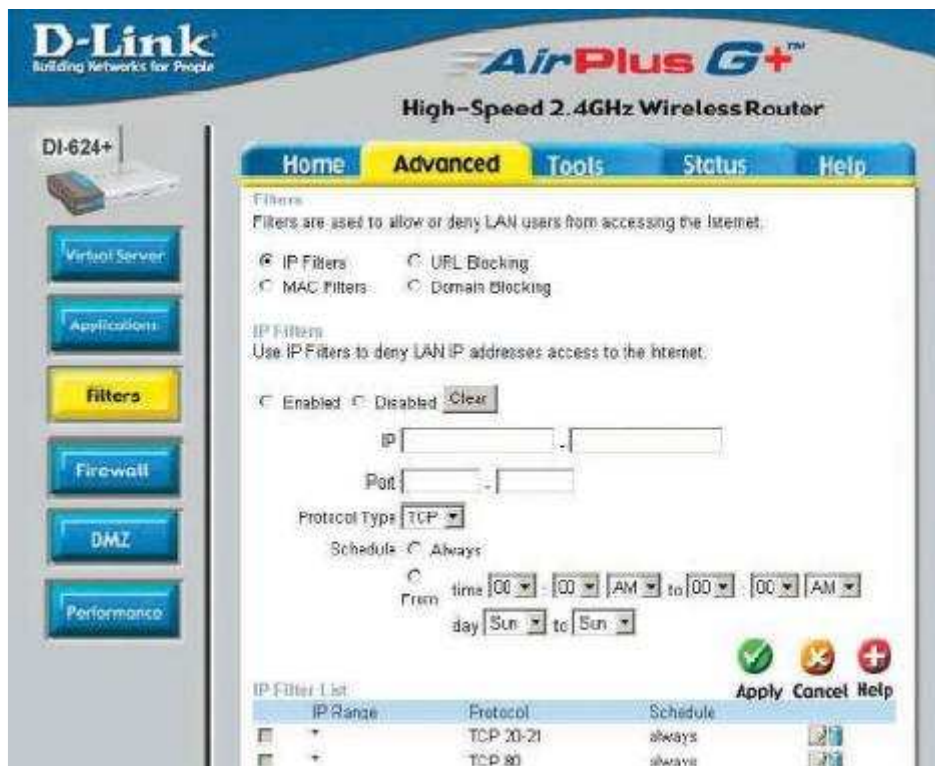 D-Link
Building Networks for People
AirPlus G+™
High-Speed 2.4GHz Wireless Router
DI-624+
Home Advanced Tools Status Help
Virtual Server
Applications
Filters
Firewall
DMZ
Performance
Filters
Filters are used to allow or deny LAN users from accessing the Internet.
IP Filters URL Blocking
MAC Filters Domain Blocking
IP Filters
Use IP Filters to deny LAN IP addresses access to the Internet.
Enabled Disabled Clear
IP -
Port -
Protocol Type TCP
Schedule Always
From time 00 : 00 AM to 00 : 00 AM
day Sun to Sun
Apply Cancel Help
IP Filter List
IP Range Protocol Schedule
* TCP 20-21 always
* TCP 80 always